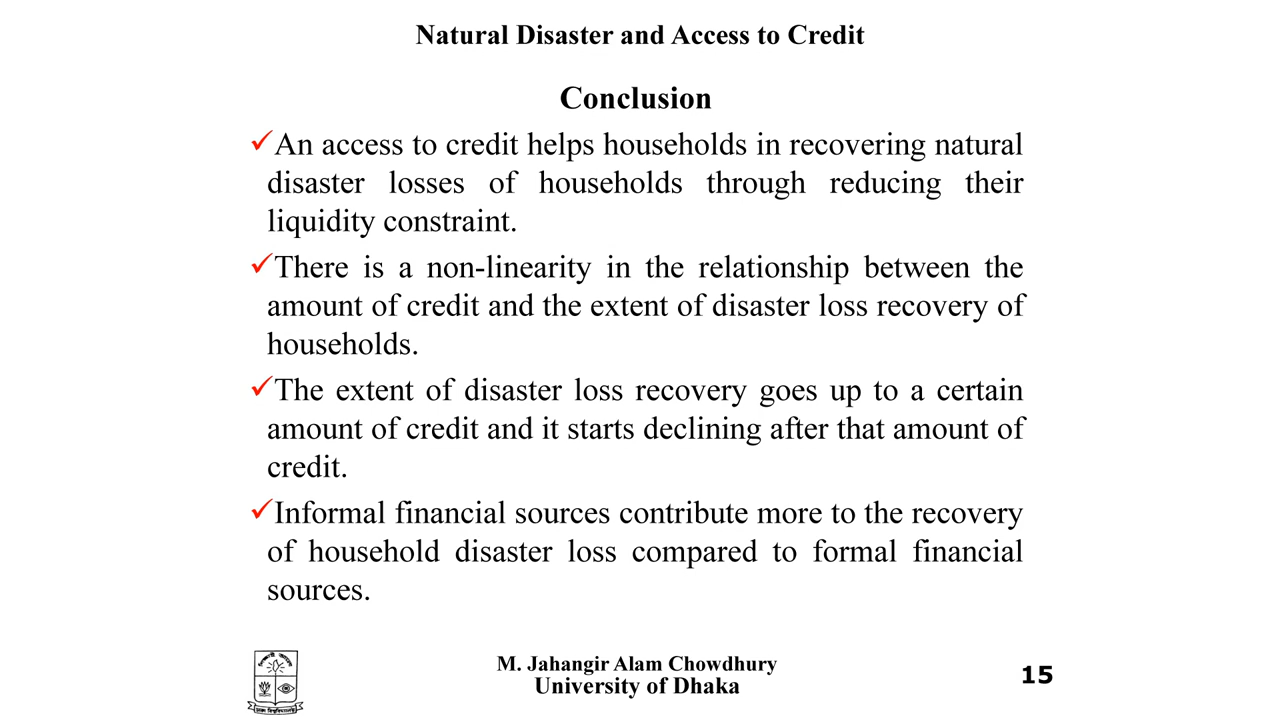 Natural Disaster and Access to Credit
Conclusion
✓An access to credit helps households in recovering natural
disaster losses of households through reducing their
liquidity constraint.
✓There is a non-linearity in the relationship between the
amount of credit and the extent of disaster loss recovery of
households.
✓The extent of disaster loss recovery goes up to a certain
amount of credit and it starts declining after that amount of
credit.
✓Informal financial sources contribute more to the recovery
of household disaster loss compared to formal financial
sources.
M. Jahangir Alam Chowdhury
University of Dhaka
15